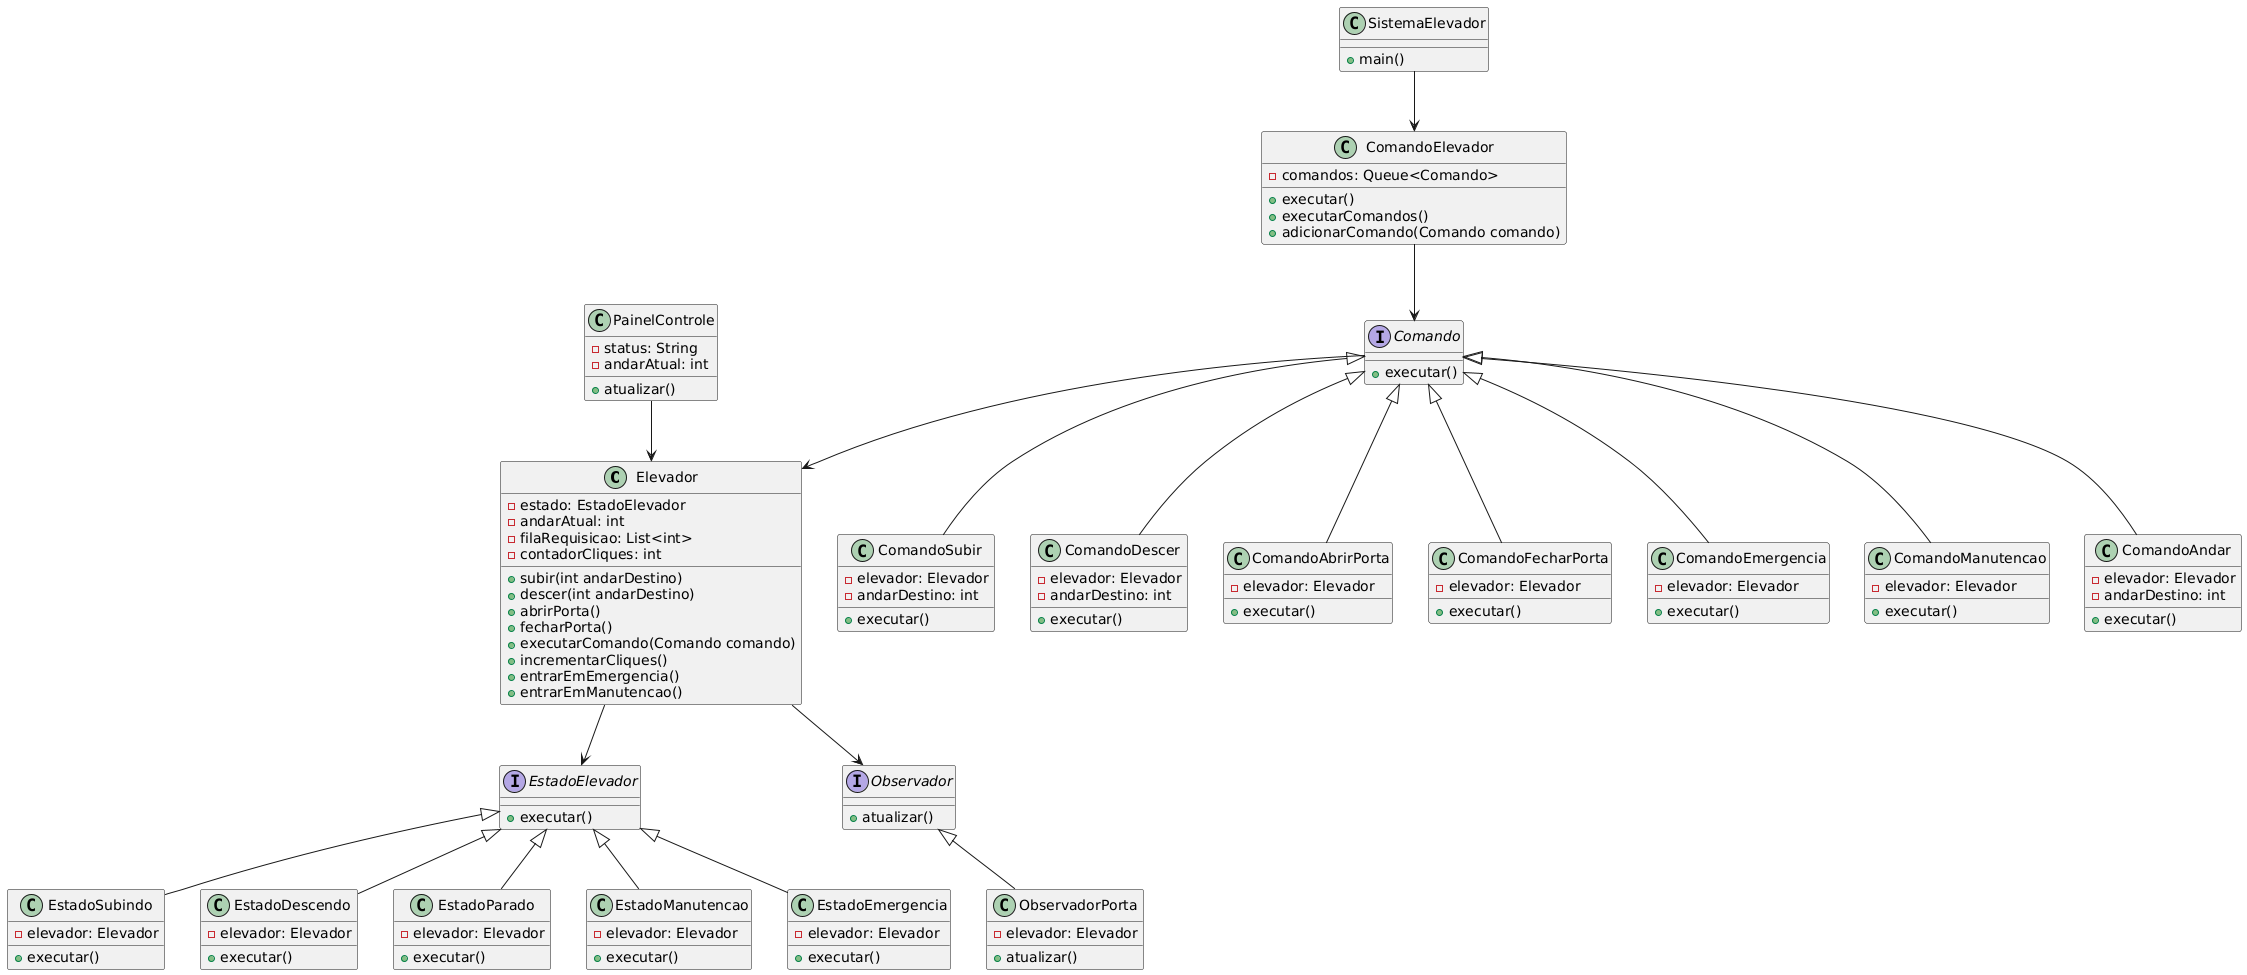 SistemaElevador
main()
ComandoElevador
comandos: Queue<Comando>
executar()
executarComandos()
adicionarComando(Comando comando)
PainelControle
status: String
andarAtual: int
atualizar()
Comando
executar()
Elevador
estado: EstadoElevador
andarAtual: int
filaRequisicao: List<int>
contadorCliques: int
subir(int andarDestino)
descer(int andarDestino)
abrirPorta()
fecharPorta()
executarComando(Comando comando)
incrementarCliques()
entrarEmEmergencia()
entrarEmManutencao()
ComandoSubir
elevador: Elevador
andarDestino: int
executar()
ComandoDescer
elevador: Elevador
andarDestino: int
executar()
ComandoAbrirPorta
elevador: Elevador
executar()
ComandoFecharPorta
elevador: Elevador
executar()
ComandoEmergencia
elevador: Elevador
executar()
ComandoManutencao
elevador: Elevador
executar()
ComandoAndar
elevador: Elevador
andarDestino: int
executar()
EstadoElevador
executar()
Observador
atualizar()
EstadoSubindo
elevador: Elevador
executar()
EstadoDescendo
elevador: Elevador
executar()
EstadoParado
elevador: Elevador
executar()
EstadoManutencao
elevador: Elevador
executar()
EstadoEmergencia
elevador: Elevador
executar()
ObservadorPorta
elevador: Elevador
atualizar()